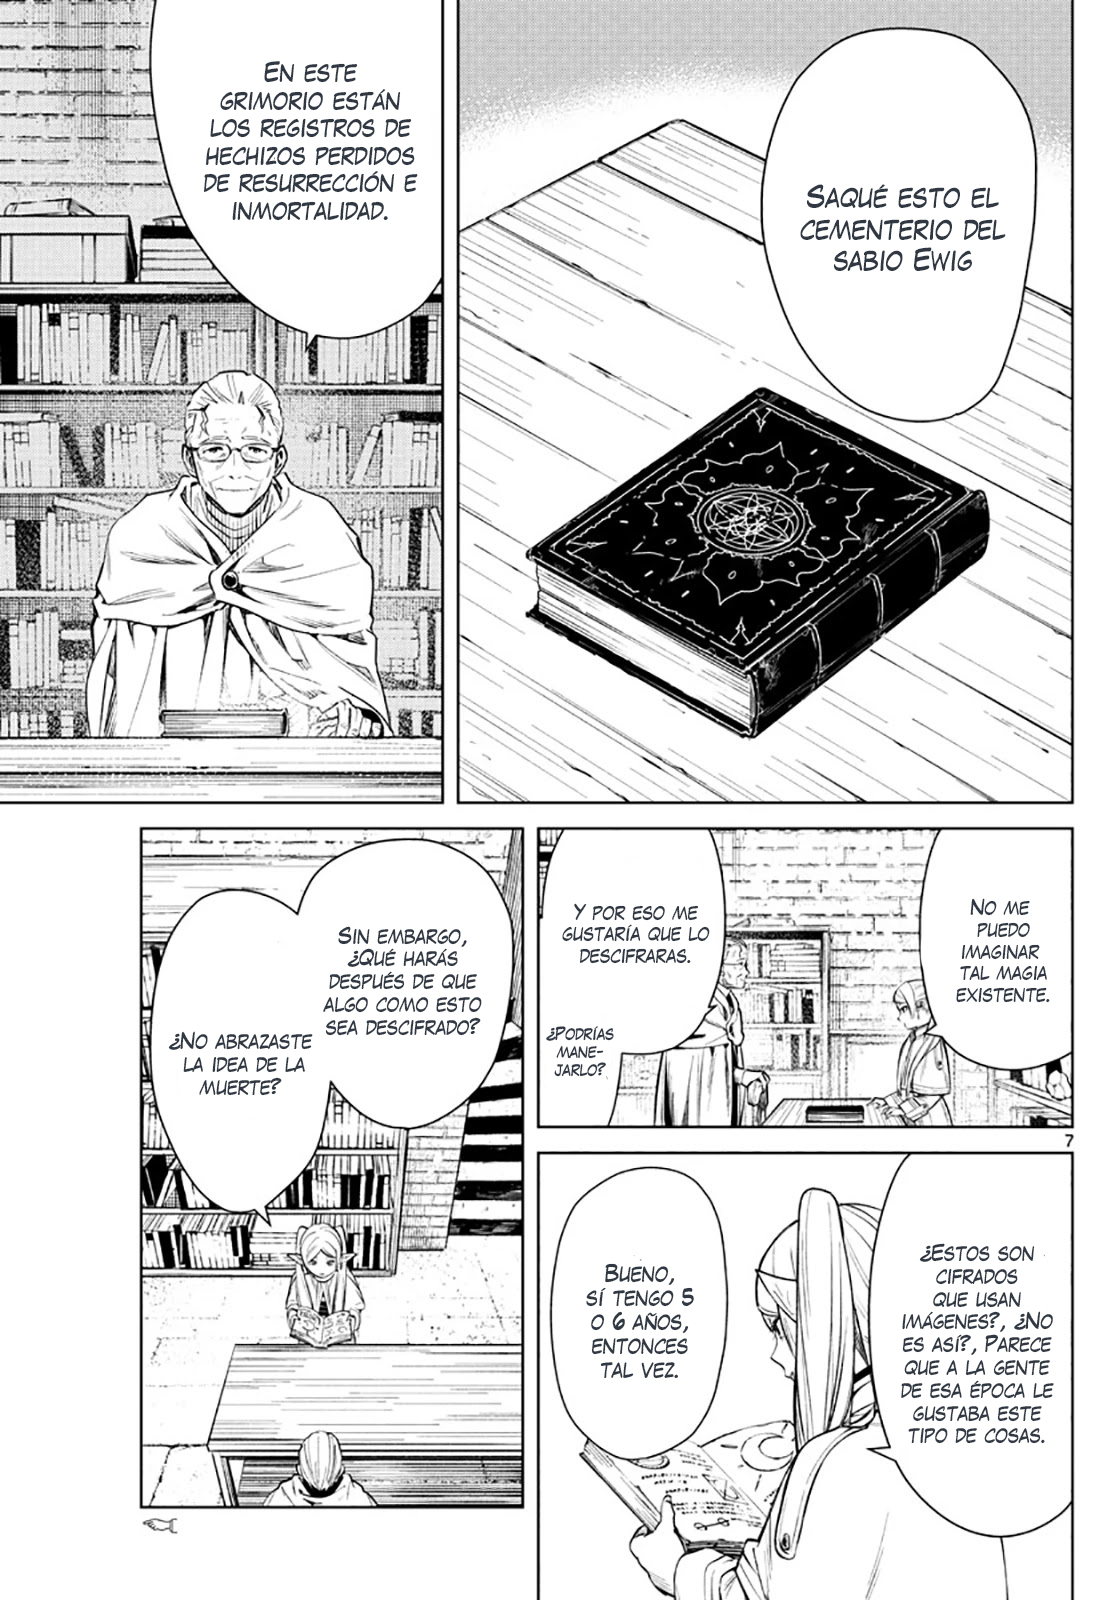 SAQUÉ ESTO EL
CEMENTERIO DEL
SABIO EWIG
EN ESTE
GRIMORIO ESTÁN
LOS REGISTROS DE
HECHIZOS PERDIDOS
DE RESURRECCIÓN E
INMORTALIDAD.
NO ME
PUEDO
IMAGINAR
TAL MAGIA
EXISTENTE.
Y POR ESO ME
GUSTARÍA QUE LO
DESCIFRARAS.
¿PODRÍAS
MANE-
JARLO?
7
¿ESTOS SON
CIFRADOS
QUE USAN
IMÁGENES?, ¿NO
ES ASÍ?, PARECE
QUE A LA GENTE
DE ESA ÉPOCA LE
GUSTABA ESTE
TIPO DE COSAS.
BUENO,
SÍ TENGO 5
O 6 AÑOS,
ENTONCES
TAL VEZ.
SIN EMBARGO,
¿QUÉ HARÁS
DESPUÉS DE QUE
ALGO COMO ESTO
SEA DESCIFRADO?
¿NO ABRAZASTE
LA IDEA DE LA
MUERTE?